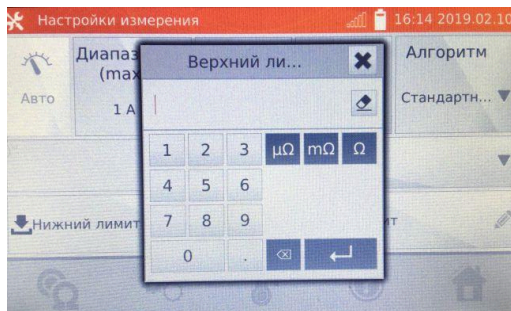 Настройки измерения 16:14 2019.02.10
Диапаз
(max
1 A
Авто
Верхний ли...
Алгоритм
Стандартн...
1 2 3 μΩ mΩ Ω
4 5 6
7 8 9
0 .
Нижний лимит
ит